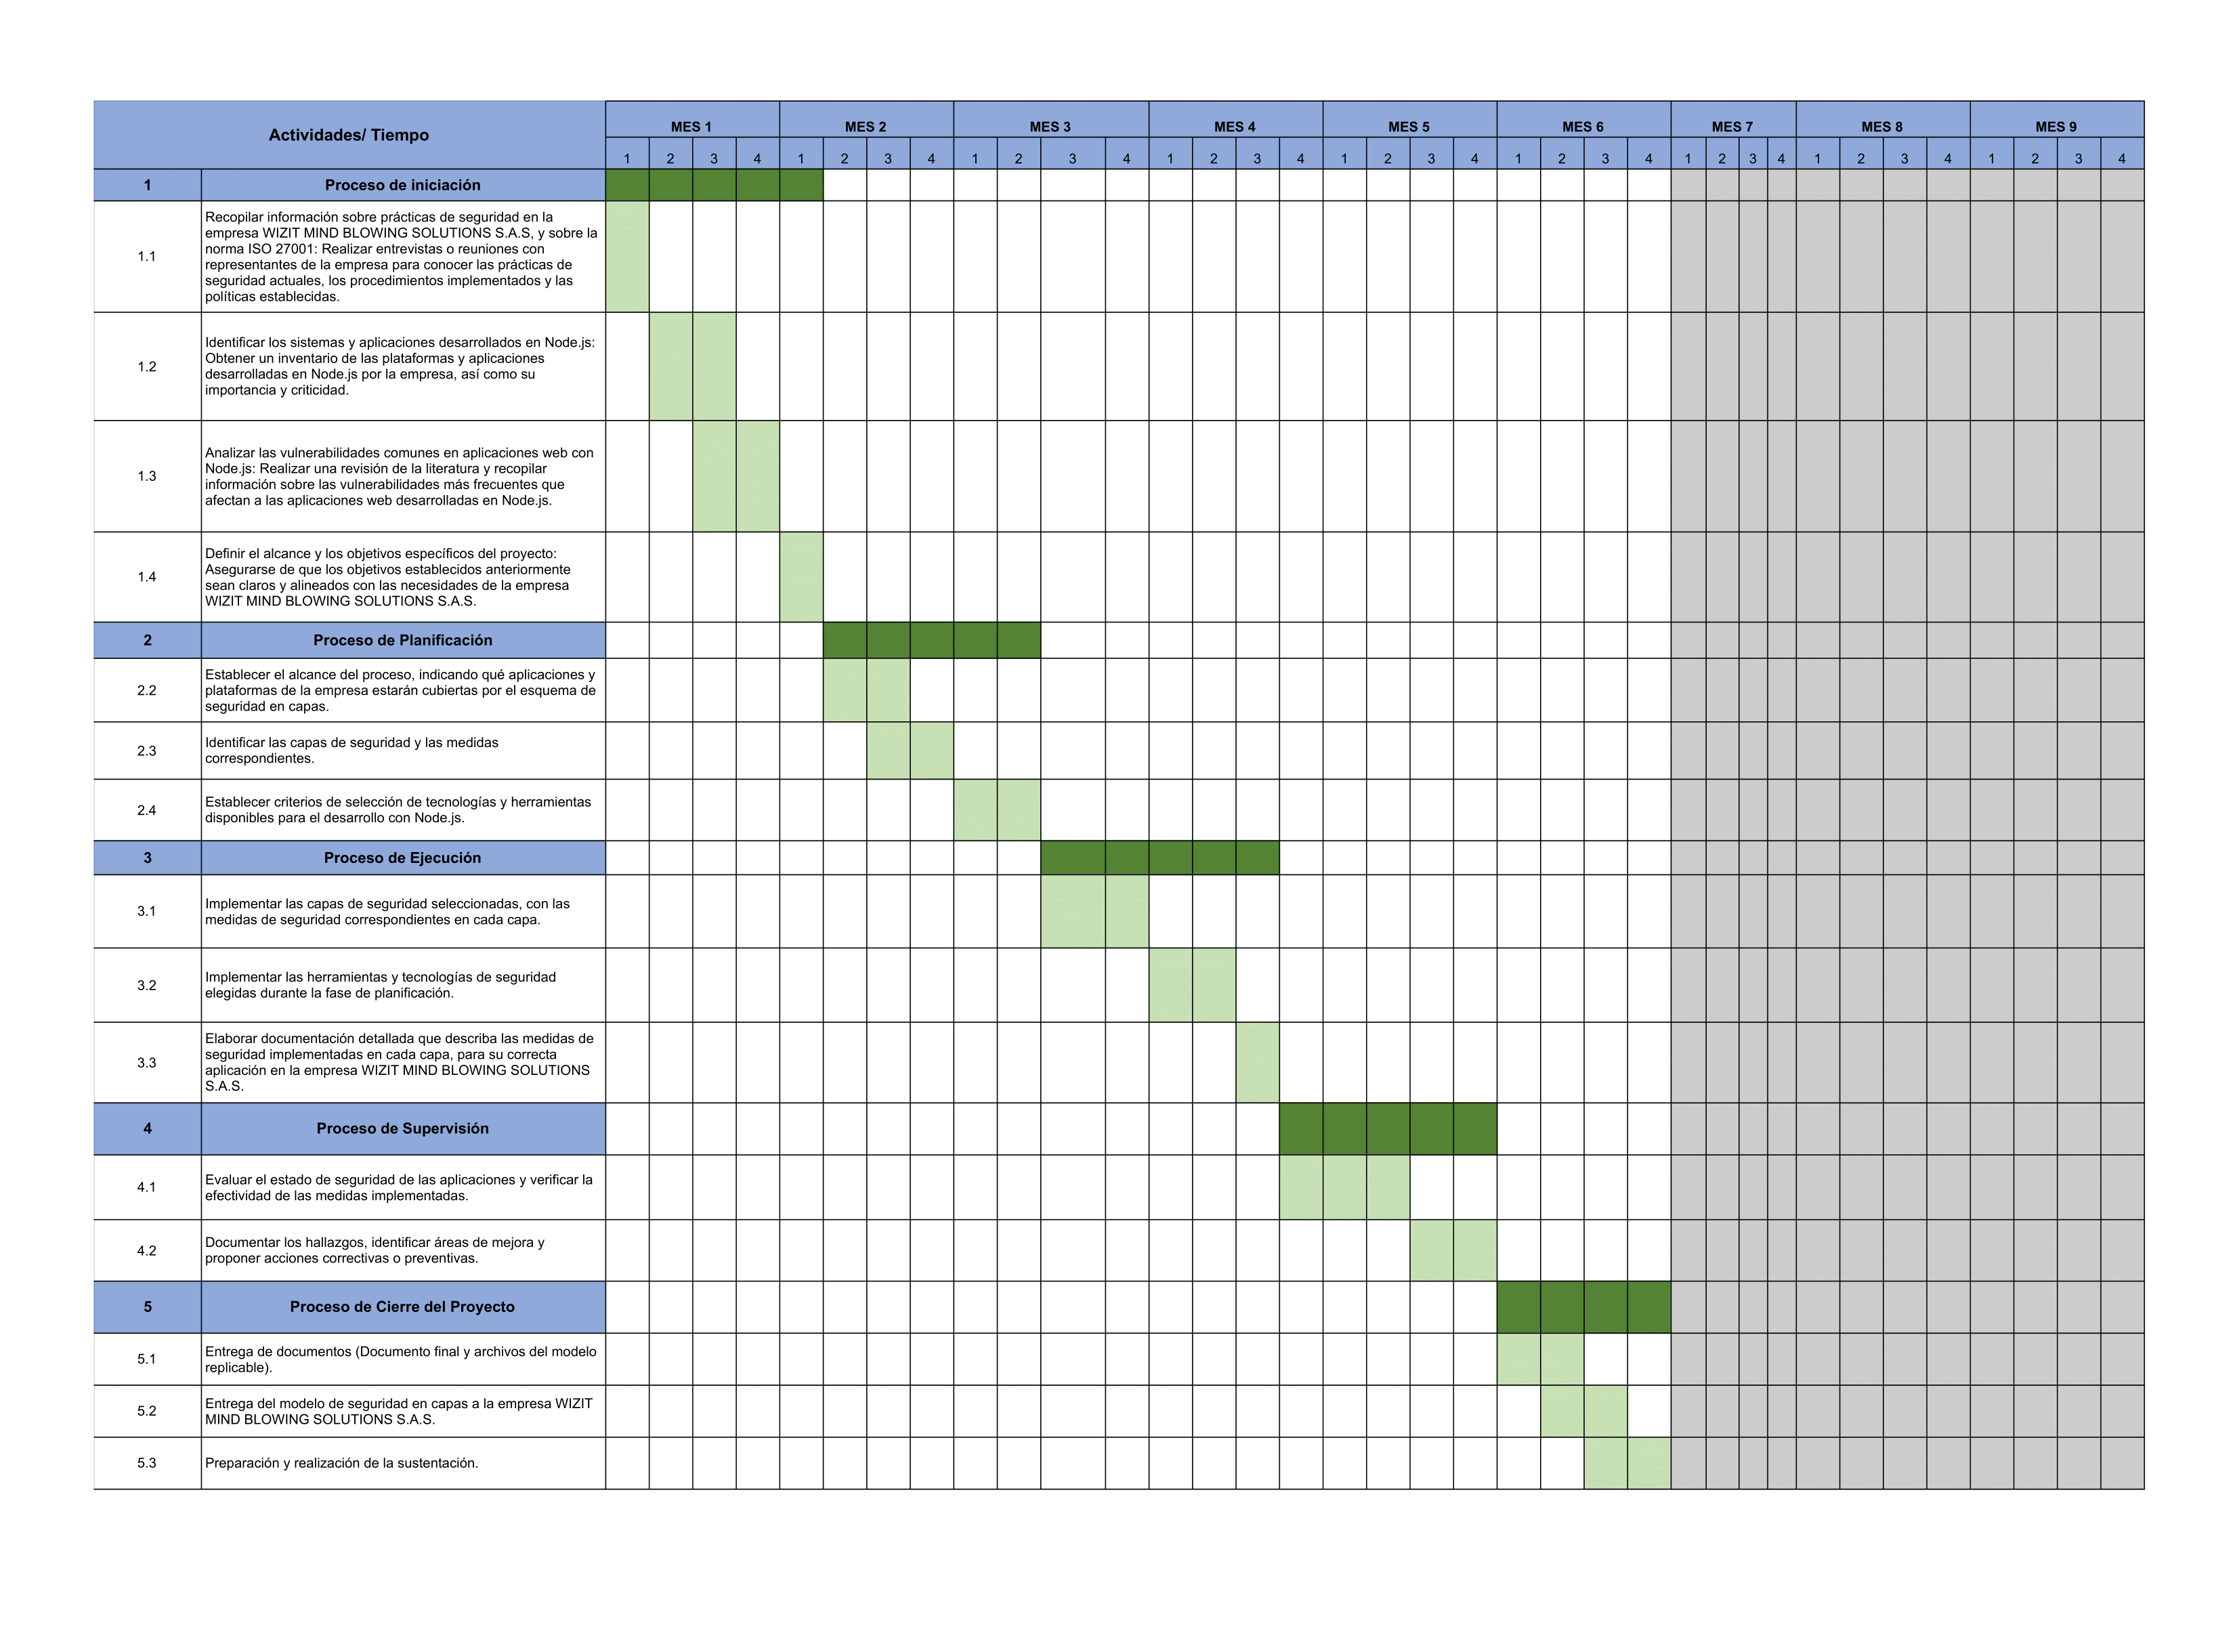 Actividades/ Tiempo
MES 1 MES 2 MES 3 MES 4 MES 5 MES 6 MES 7 MES 8 MES 9
1 2 3 4 1 2 3 4 1 2 3 4 1 2 3 4 1 2 3 4 1 2 3 4 1 2 3 4 1 2 3 4 1 2 3 4
1 Proceso de iniciación
1.1
Recopilar información sobre prácticas de seguridad en la
empresa WIZIT MIND BLOWING SOLUTIONS S.A.S, y sobre la
norma ISO 27001: Realizar entrevistas o reuniones con
representantes de la empresa para conocer las prácticas de
seguridad actuales, los procedimientos implementados y las
políticas establecidas.
1.2
Identificar los sistemas y aplicaciones desarrollados en Node.js:
Obtener un inventario de las plataformas y aplicaciones
desarrolladas en Node.js por la empresa, así como su
importancia y criticidad.
1.3
Analizar las vulnerabilidades comunes en aplicaciones web con
Node.js: Realizar una revisión de la literatura y recopilar
información sobre las vulnerabilidades más frecuentes que
afectan a las aplicaciones web desarrolladas en Node.js.
1.4
Definir el alcance y los objetivos específicos del proyecto:
Asegurarse de que los objetivos establecidos anteriormente
sean claros y alineados con las necesidades de la empresa
WIZIT MIND BLOWING SOLUTIONS S.A.S.
2 Proceso de Planificación
2.2
Establecer el alcance del proceso, indicando qué aplicaciones y
plataformas de la empresa estarán cubiertas por el esquema de
seguridad en capas.
2.3
Identificar las capas de seguridad y las medidas
correspondientes.
2.4
Establecer criterios de selección de tecnologías y herramientas
disponibles para el desarrollo con Node.js.
3 Proceso de Ejecución
3.1
Implementar las capas de seguridad seleccionadas, con las
medidas de seguridad correspondientes en cada capa.
3.2
Implementar las herramientas y tecnologías de seguridad
elegidas durante la fase de planificación.
3.3
Elaborar documentación detallada que describa las medidas de
seguridad implementadas en cada capa, para su correcta
aplicación en la empresa WIZIT MIND BLOWING SOLUTIONS
S.A.S.
4 Proceso de Supervisión
4.1
Evaluar el estado de seguridad de las aplicaciones y verificar la
efectividad de las medidas implementadas.
4.2
Documentar los hallazgos, identificar áreas de mejora y
proponer acciones correctivas o preventivas.
5 Proceso de Cierre del Proyecto
5.1
Entrega de documentos (Documento final y archivos del modelo
replicable).
5.2
Entrega del modelo de seguridad en capas a la empresa WIZIT
MIND BLOWING SOLUTIONS S.A.S.
5.3
Preparación y realización de la sustentación.